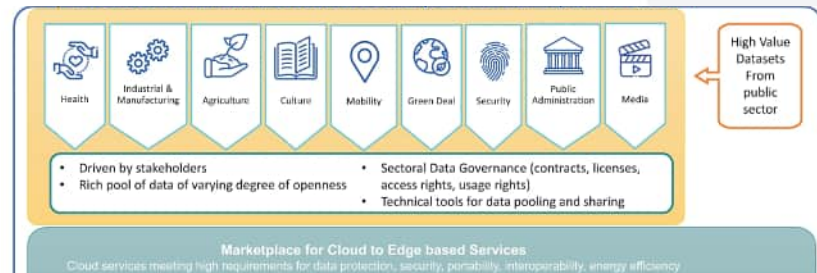 Health
Industrial &
Manufacturing
Agriculture
Culture
Mobility
Green Deal
Security
Public
Administration
Media
High Value
Datasets
From
public
sector
• Driven by stakeholders
• Rich pool of data of varying degree of openness
• Sectoral Data Governance (contracts, licenses,
access rights, usage rights)
• Technical tools for data pooling and sharing
Marketplace for Cloud to Edge based Services
Cloud services meeting high requirements for data protection, security, portability, interoperability, energy efficiency